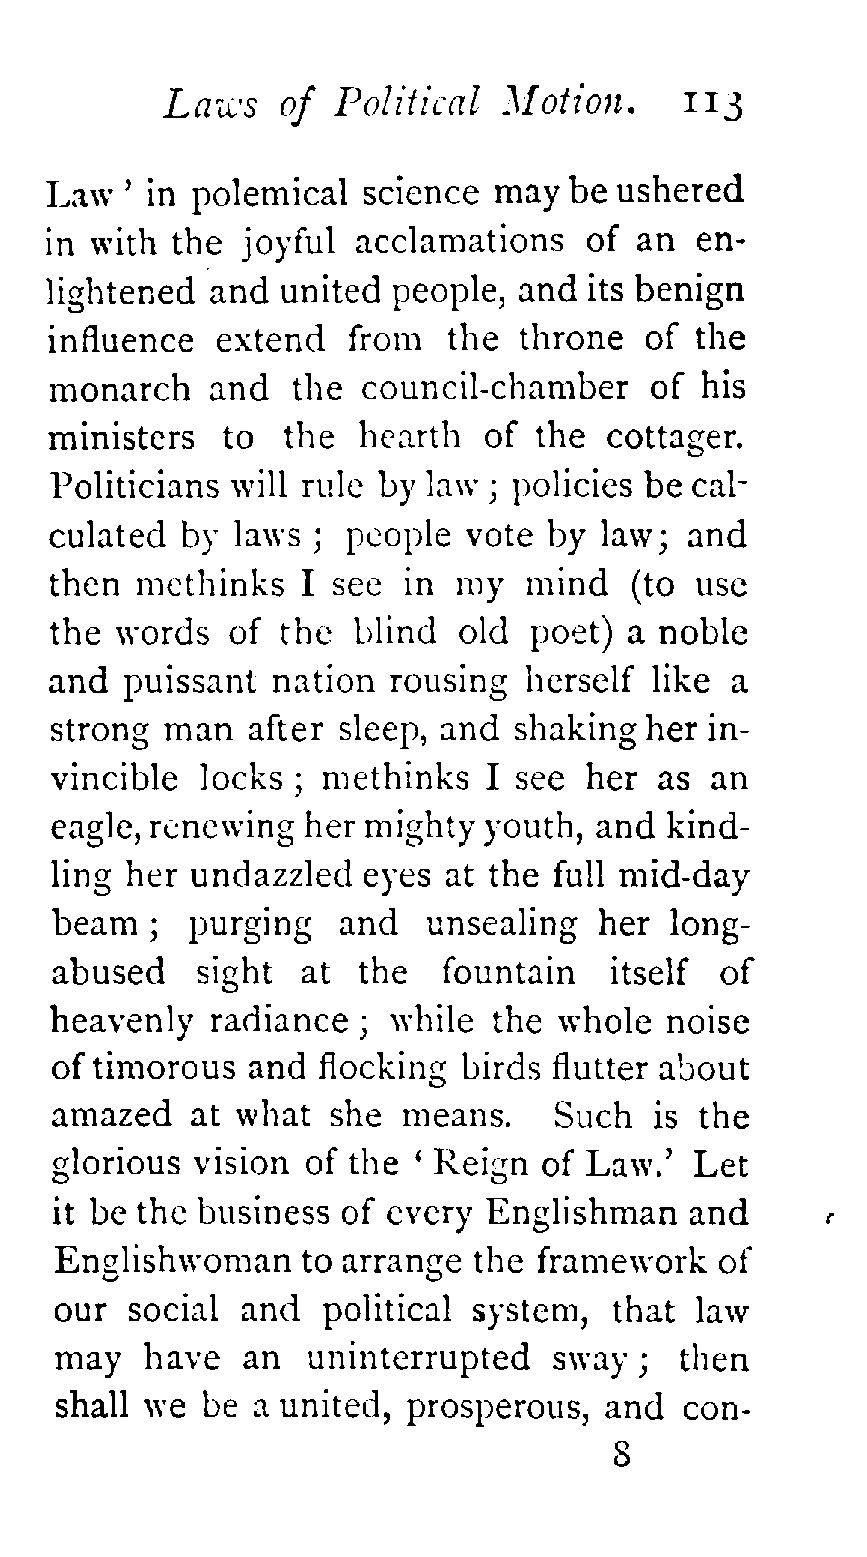 Laws of Political Motion. 113
Law ’ in polemical science may be ushered
in with the joyful acclamations of an en-
lightened and united people, and its benign
influence extend from the throne of the
monarch and the council-chamber of his
ministers to the hearth of the cottager.
Politicians will rule by law ; policies be cal-
culated by laws ; people vote by law; and
then methinks I see in my mind (to use
the words of the blind old poet) a noble
and puissant nation rousing herself like a
strong man after sleep, and shaking her in-
vincible locks ; methinks I see her as an
eagle, renewing her mighty youth, and kind-
ling her undazzled eyes at the full mid-day
beam ; purging and unsealing her long-
abused sight at the fountain itself of
heavenly radiance ; while the whole noise
of timorous and flocking birds flutter about
amazed at what she means. Such is the
glorious vision of the ‘ Reign of Law.’ Let
it be the business of every Englishman and
Englishwoman to arrange the framework of
our social and political system, that law
may have an uninterrupted sway ; then
shall we be a united, prosperous, and con-
8